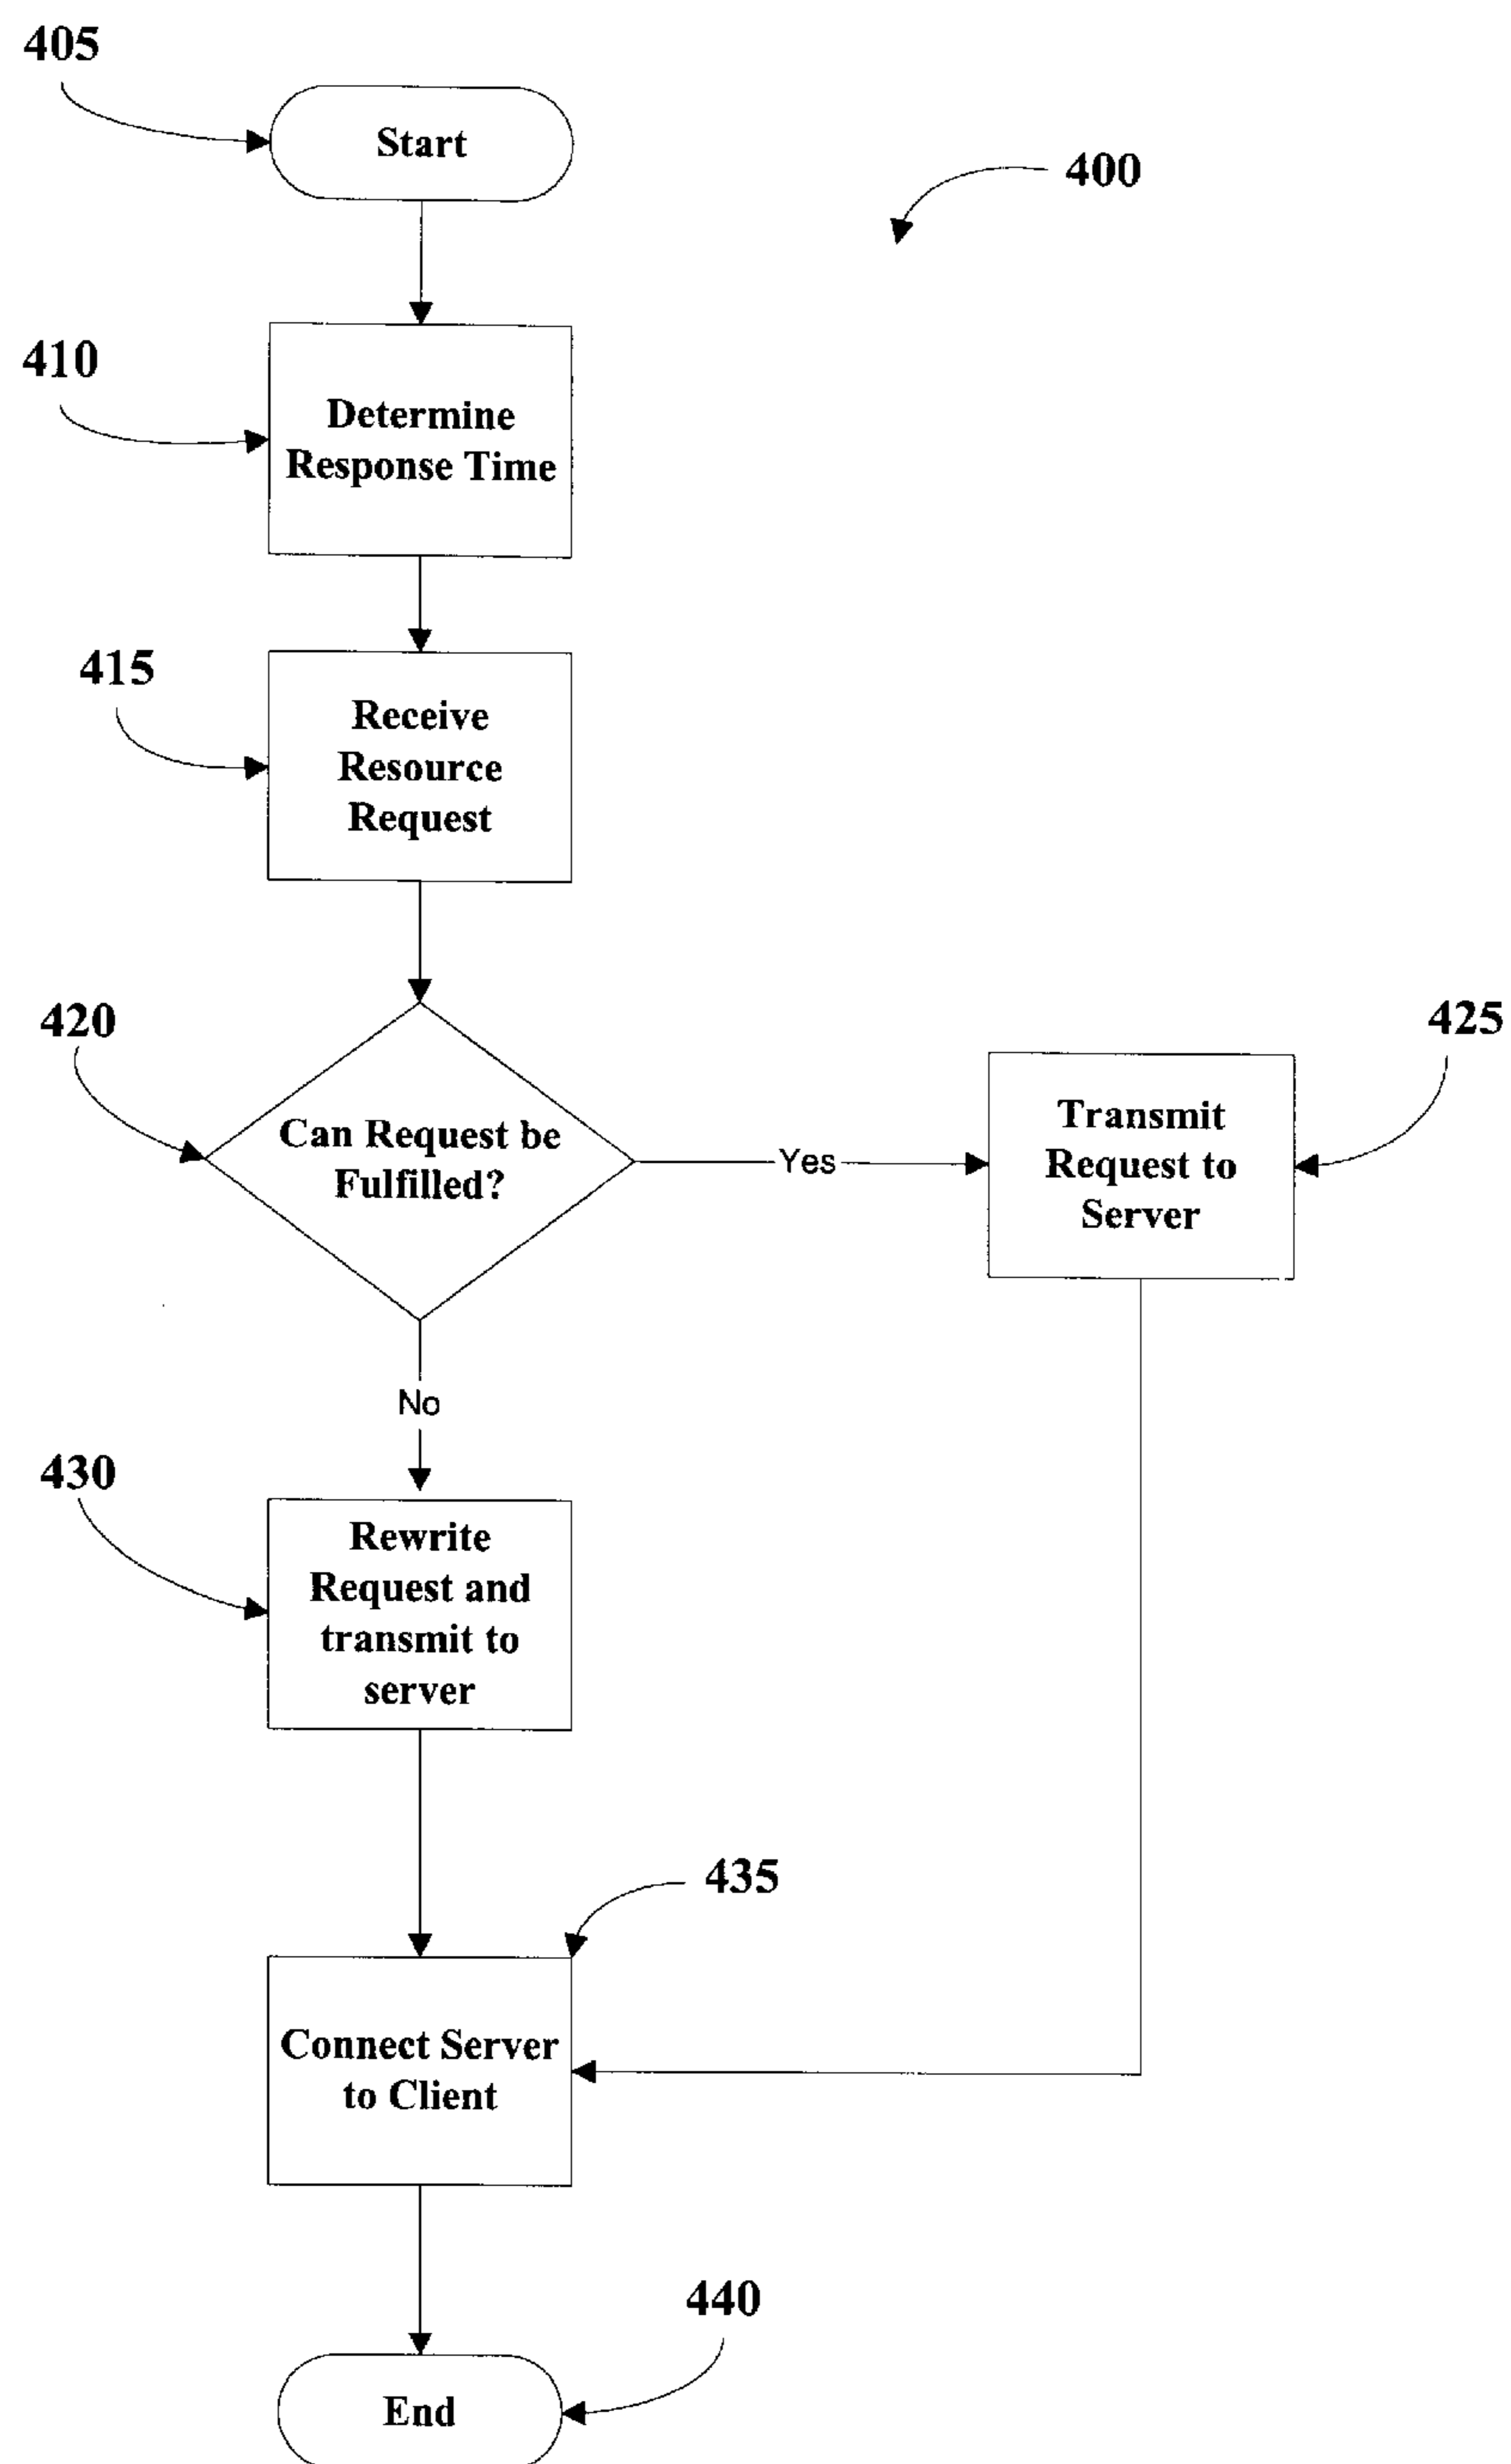 405
Start
400
410
Determine
Response Time
415
Receive
Resource
Request
420
Can Request be
Fulfilled?
Yes
425
Transmit
Request to
Server
No
430
Rewrite
Request and
transmit to
server
435
Connect Server
to Client
440
End